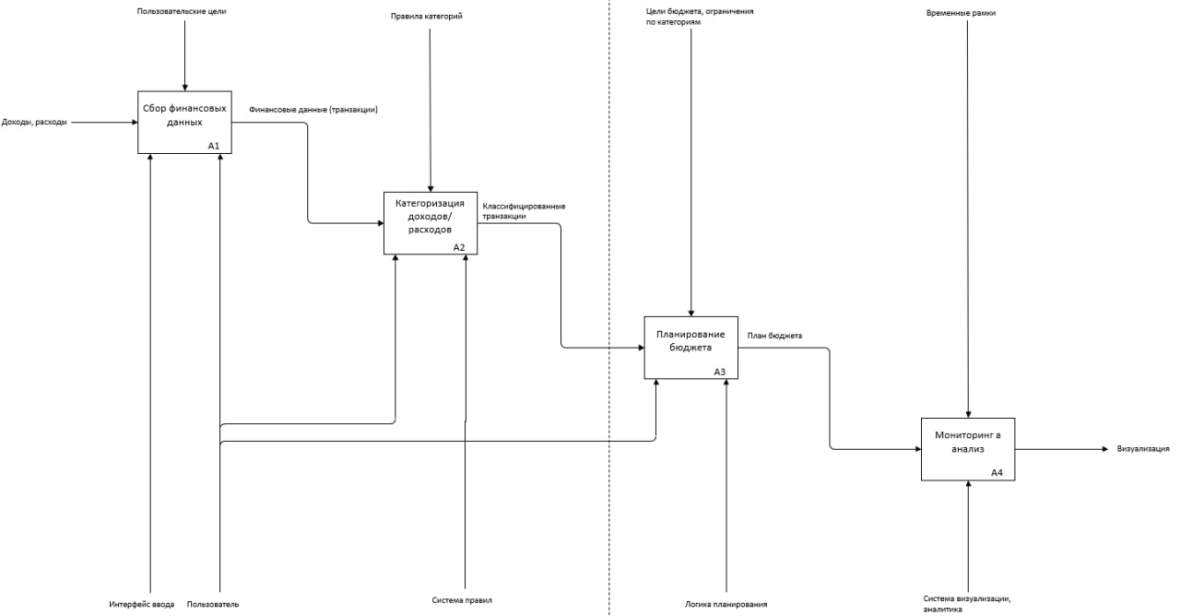 Пользовательские цели
Правила категорий
Цели бюджета, ограничения
по категориям
Временные рамки
Доходы, расходы
Сбор финансовых
данных
A1
Финансовые данные (транзакции)
Категоризация
доходов/
расходов
A2
Классифицированные
транзакции
Планирование
бюджета
A3
План бюджета
Мониторинг а
анализ
A4
Визуализация
Интерфейс ввода
Пользователь
Система правил
Логика планирования
Система визуализации,
аналитика